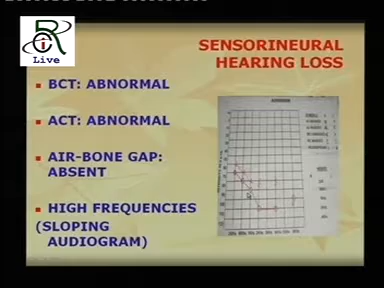 R
i
Live
SENSORINEURAL
HEARING LOSS
BCT: ABNORMAL
ACT: ABNORMAL
AIR-BONE GAP:
ABSENT
HIGH FREQUENCIES
(SLOPING
AUDIOGRAM)